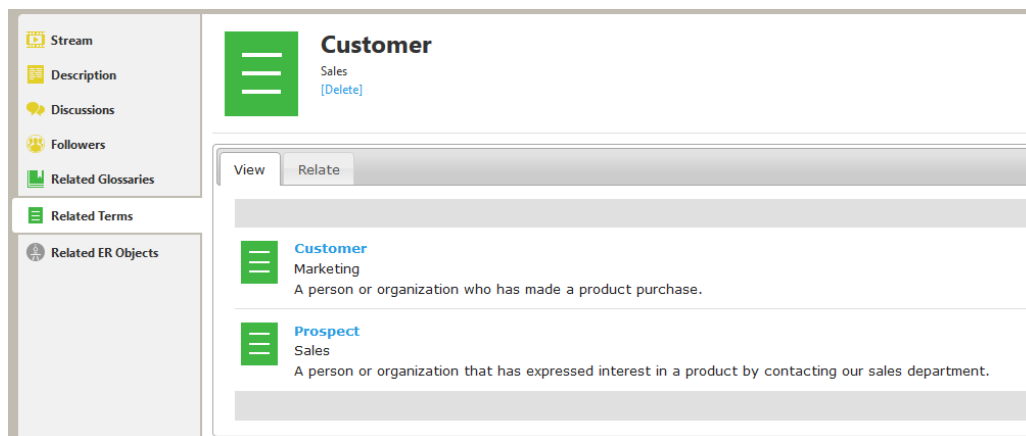 Stream
Description
Discussions
Followers
Related Glossaries
Related Terms
Related ER Objects
Customer
Sales
[Delete]
View
Relate
Customer
Marketing
A person or organization who has made a product purchase.
Prospect
Sales
A person or organization that has expressed interest in a product by contacting our sales department.